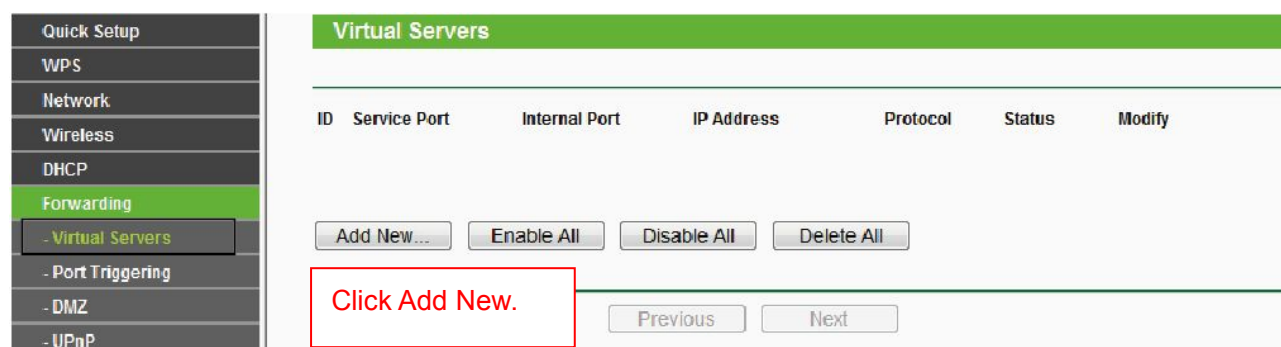 Quick Setup
WPS
Network
Wireless
DHCP
Forwarding
- Virtual Servers
- Port Triggering
- DMZ
- UPnP
Virtual Servers
ID Service Port Internal Port IP Address Protocol Status Modify
Add New... Enable All Disable All Delete All
Click Add New.
Previous Next